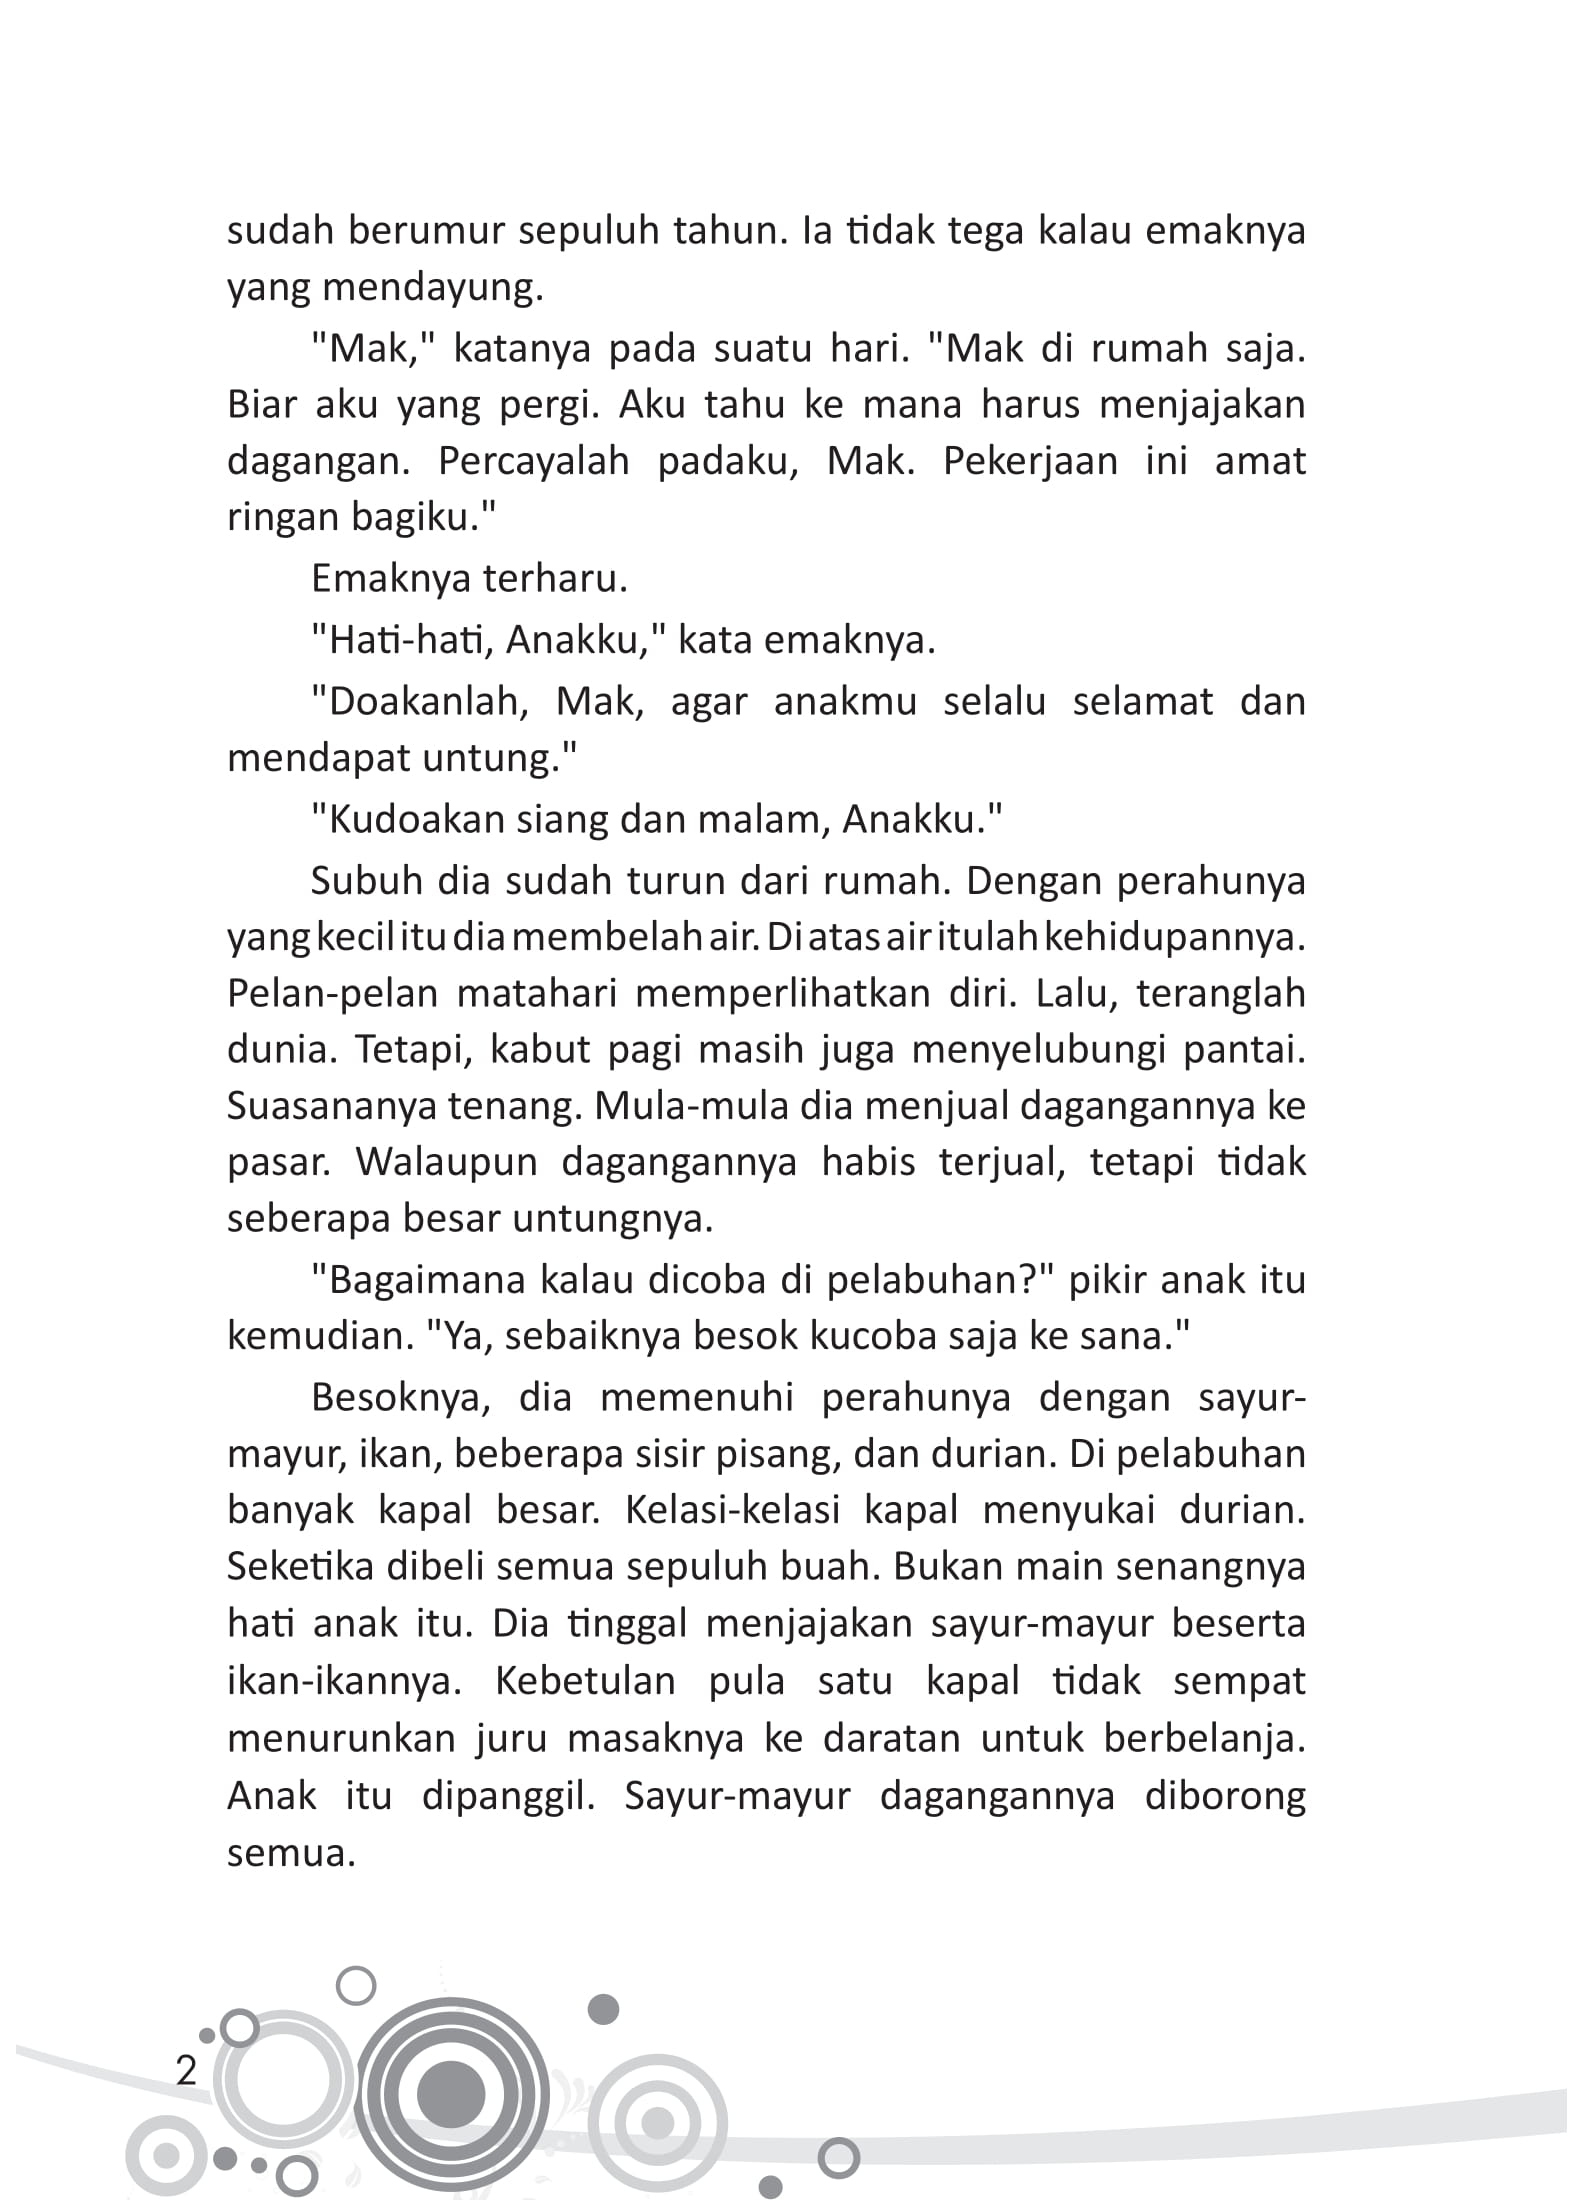 sudah berumur sepuluh tahun. Ia tidak tega kalau emaknya
yang mendayung.
"Mak," katanya pada suatu hari. "Mak di rumah saja.
Biar aku yang pergi. Aku tahu ke mana harus menjajakan
dagangan. Percayalah padaku, Mak. Pekerjaan ini amat
ringan bagiku."
Emaknya terharu.
"Hati-hati, Anakku," kata emaknya.
"Doakanlah, Mak, agar anakmu selalu selamat dan
mendapat untung."
"Kudoakan siang dan malam, Anakku."
Subuh dia sudah turun dari rumah. Dengan perahunya
yang kecil itu dia membelah air. Di atas air itulah kehidupannya.
Pelan-pelan matahari memperlihatkan diri. Lalu, teranglah
dunia. Tetapi, kabut pagi masih juga menyelubungi pantai.
Suasananya tenang. Mula-mula dia menjual dagangannya ke
pasar. Walaupun dagangannya habis terjual, tetapi tidak
seberapa besar untungnya.
"Bagaimana kalau dicoba di pelabuhan?" pikir anak itu
kemudian. "Ya, sebaiknya besok kucoba saja ke sana."
Besoknya, dia memenuhi perahunya dengan sayur-
mayur, ikan, beberapa sisir pisang, dan durian. Di pelabuhan
banyak kapal besar. Kelasi-kelasi kapal menyukai durian.
Seketika dibeli semua sepuluh buah. Bukan main senangnya
hati anak itu. Dia tinggal menjajakan sayur-mayur beserta
ikan-ikannya. Kebetulan pula satu kapal tidak sempat
menurunkan juru masaknya ke daratan untuk berbelanja.
Anak itu dipanggil. Sayur-mayur dagangannya diborong
semua.
2